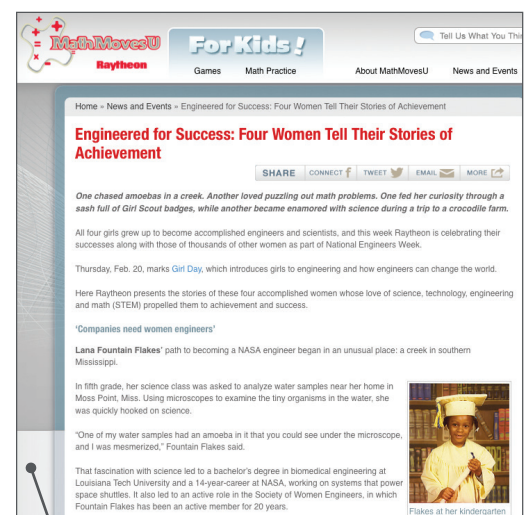 MathMovesU
Raytheon
For Kids!
Tell Us What You
Games Math Practice About MathMovesU News and Events
Home » News and Events » Engineered for Success: Four Women Tell Their Stories of Achievement
Engineered for Success: Four Women Tell Their Stories of
Achievement
SHARE CONNECT f TWEET EMAIL MORE
One chased amoebas in a creek. Another loved puzzling out math problems. One fed her curiosity through a
sash full of Girl Scout badges, while another became enamored with science during a trip to a crocodile farm.
All four girls grew up to become accomplished engineers and scientists, and this week Raytheon is celebrating their
successes along with those of thousands of other women as part of National Engineers Week.
Thursday, Feb. 20, marks Girl Day, which introduces girls to engineering and how engineers can change the world.
Here Raytheon presents the stories of these four accomplished women whose love of science, technology, engineering
and math (STEM) propelled them to achievement and success.
'Companies need women engineers'
Lana Fountain Flakes' path to becoming a NASA engineer began in an unusual place: a creek in southern
Mississippi.
In fifth grade, her science class was asked to analyze water samples near her home in
Moss Point, Miss. Using microscopes to examine the tiny organisms in the water, she
was quickly hooked on science.
"One of my water samples had an amoeba in it that you could see under the microscope,
and I was mesmerized," Fountain Flakes said.
That fascination with science led to a bachelor's degree in biomedical engineering at
Louisiana Tech University and a 14-year-career at NASA, working on systems that power
space shuttles. It also led to an active role in the Society of Women Engineers, in which
Fountain Flakes has been an active member for 20 years.
Flakes at her kindergarten